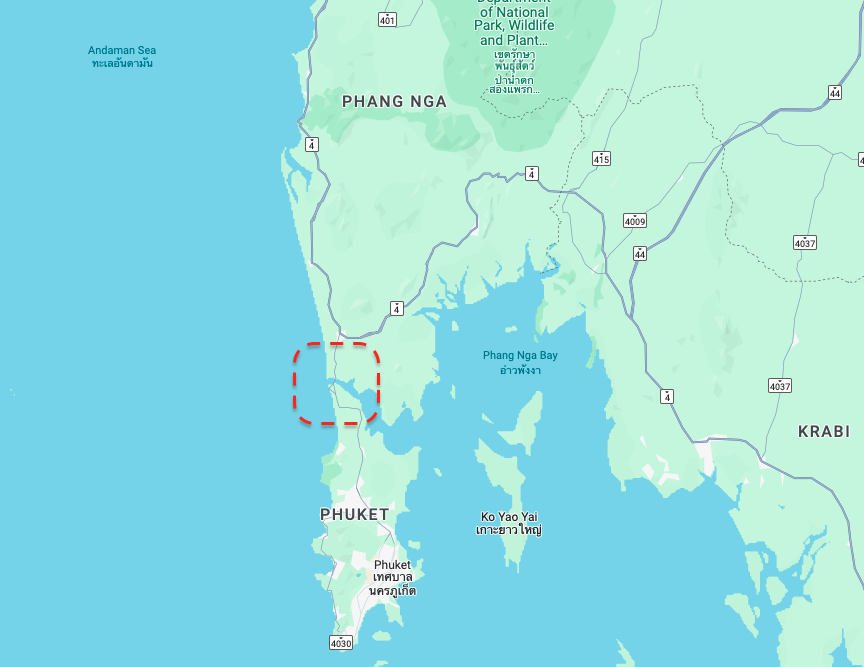 Department
of National
Park, Wildlife
and Plant...
เขตรักษา
พันธุ์สัตว์
ป่าน้ำตก
สองแพรก...
401
Andaman Sea
ทะเลอันดามัน
PHANG NGA
44
4
415
4
4009
4037
44
4
Phang Nga Bay
อ่าวพังงา
4037
4
KRABI
PHUKET
Ko Yao Yai
เกาะยาวใหญ่
Phuket
เทศบาล
นครภูเก็ต
4030